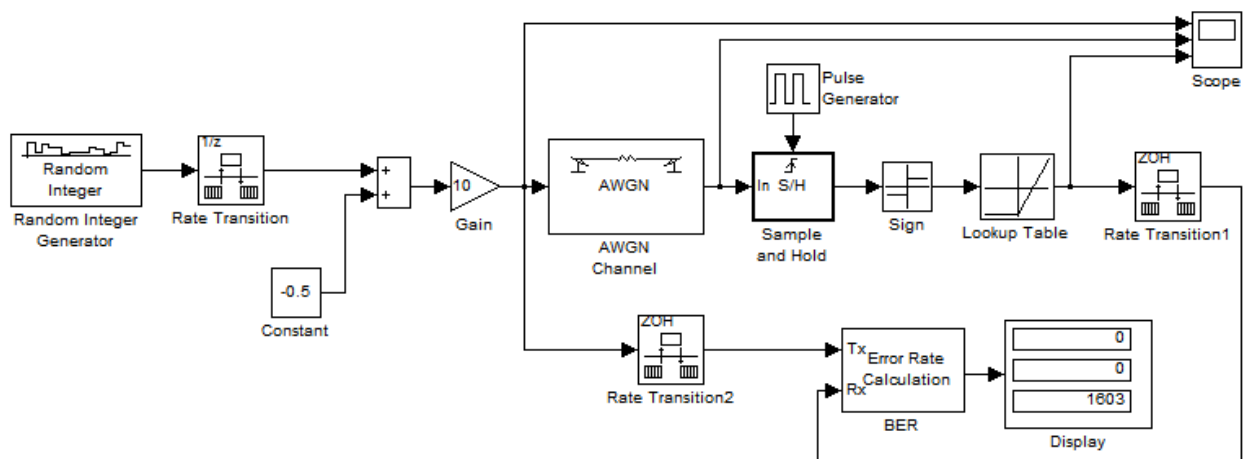 Scope
Pulse
Generator
Random
Integer
Random Integer
Generator
1/z
Rate Transition
+
+
-0.5
Constant
10
Gain
AWGN
AWGN
Channel
In S/H
Sample
and Hold
Sign
Lookup Table
ZOH
Rate Transition1
ZOH
Rate Transition2
Tx
Rx
Error Rate
Calculation
BER
0
0
1603
Display